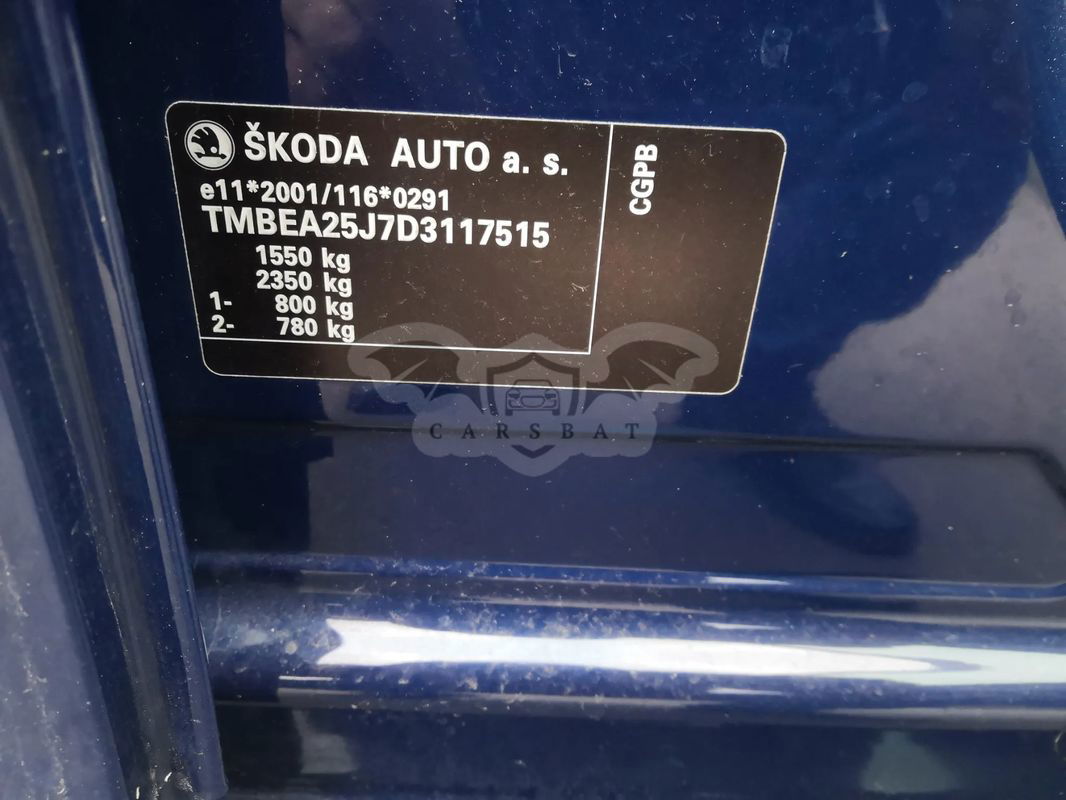 ŠKODA AUTO a. s.
e11*2001/116*0291
TMBEA25J7D3117515
1550 kg
2350 kg
1- 800 kg
2- 780 kg
CGPB
CARSBAT